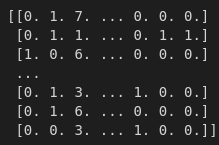 [[0. 1. 7. ... 0. 0. 0.]
[0. 1. 1. ... 0. 1. 1.]
[1. 0. 6. ... 0. 0. 0.]
...
[0. 1. 3. ... 1. 0. 0.]
[0. 1. 6. ... 0. 0. 0.]
[0. 0. 3. ... 1. 0. 0.]]